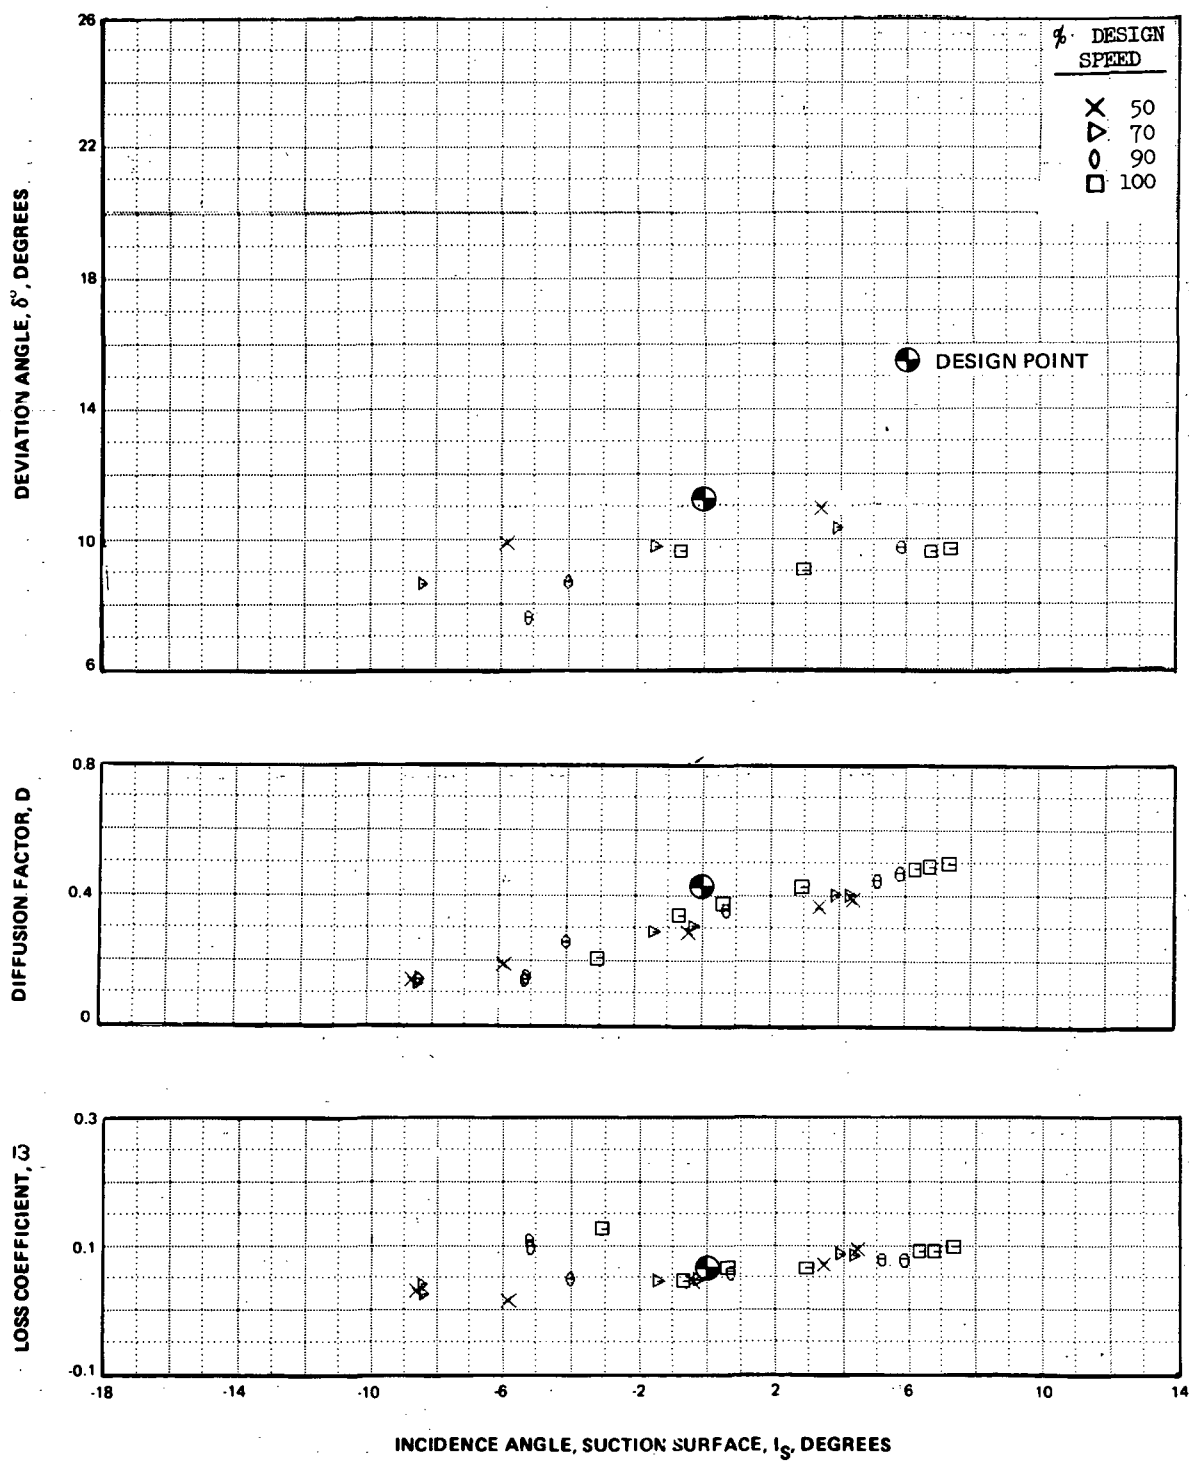 26
22
18
14
10
6
DEVIATION ANGLE, δ°, DEGREES
% DESIGN
SPEED
50
70
90
100
DESIGN POINT
0.8
0.4
0
DIFFUSION FACTOR, D
0.3
0.1
-0.1
LOSS COEFFICIENT, ω̄
-18 -14 -10 -6 -2 2 6 10 14
INCIDENCE ANGLE, SUCTION SURFACE, IS, DEGREES